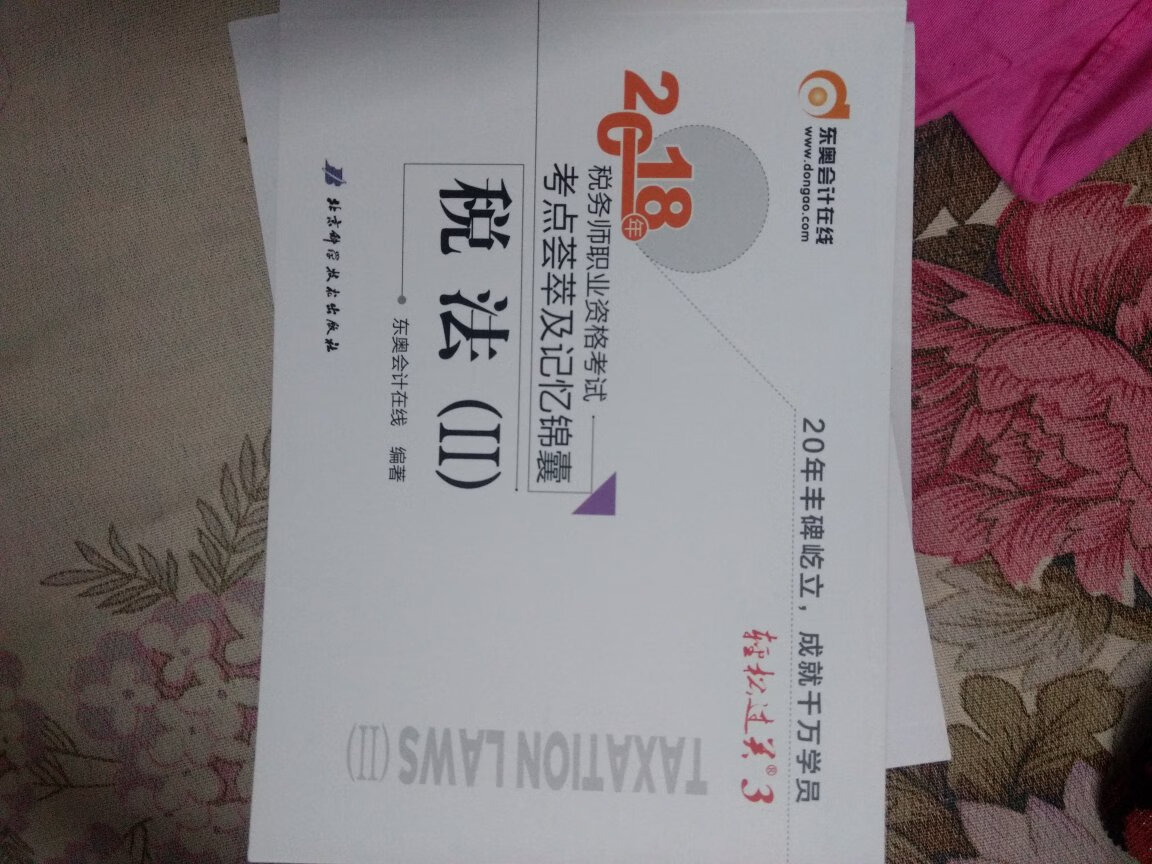 东奥会计在线
www.dongao.com
20年丰碑屹立，成就千万学员
轻松过关®3
2018年
税务师职业资格考试
考点荟萃及记忆锦囊
税法(II)
东奥会计在线 编著
TAXATION LAWS (II)
北京科学技术出版社